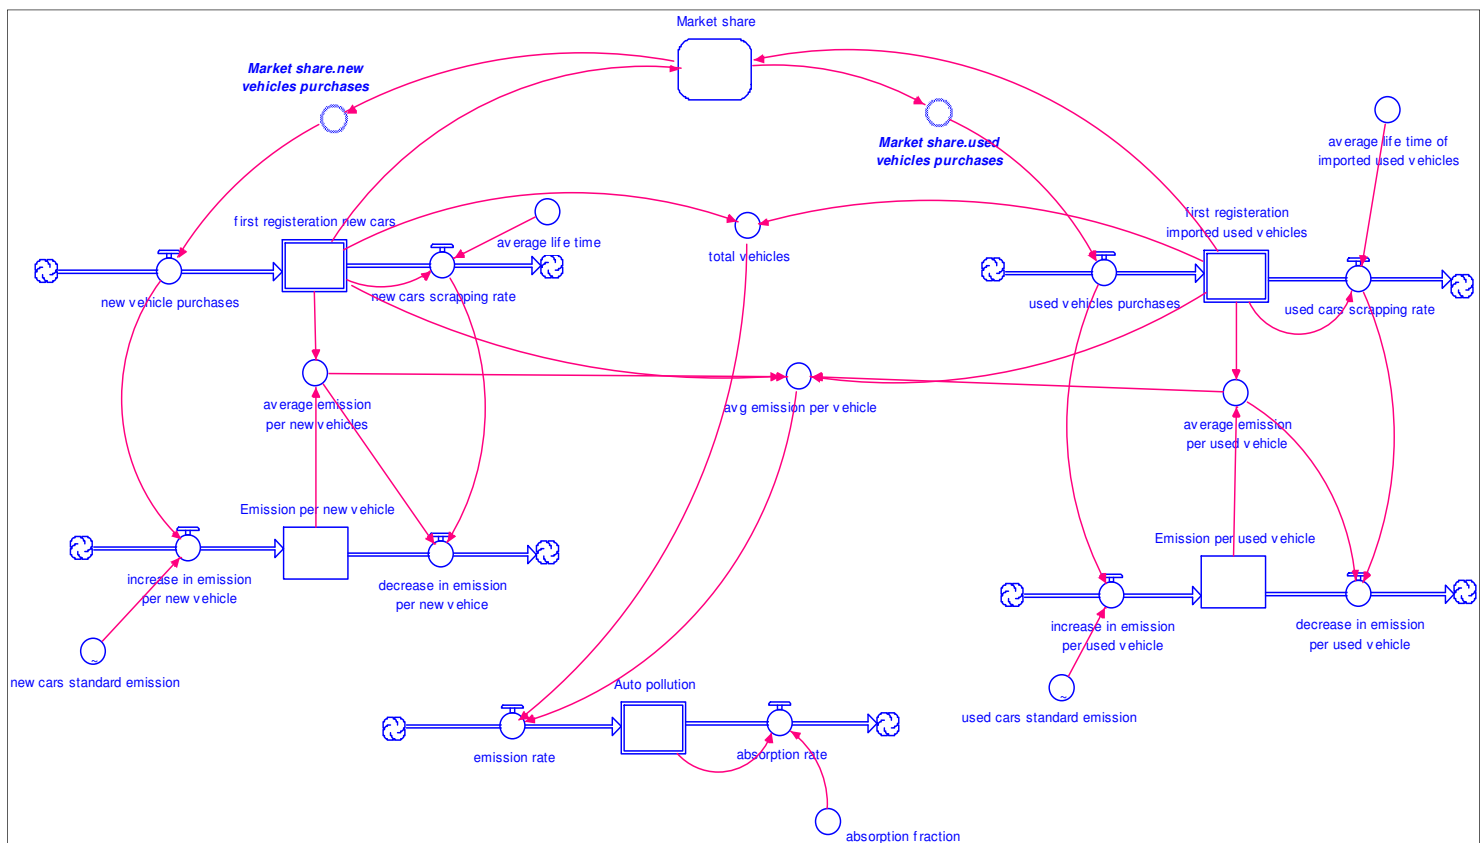 Market share
Market share.new
vehicles purchases
Market share.used
vehicles purchases
average life time of
imported used vehicles
first registeration new cars
average life time
total vehicles
first registeration
imported used vehicles
new vehicle purchases
new cars scrapping rate
used vehicles purchases
used cars scrapping rate
average emission
per new vehicles
avg emission per vehicle
average emission
per used vehicle
Emission per new vehicle
Emission per used vehicle
increase in emission
per new vehicle
decrease in emission
per new vehice
increase in emission
per used vehicle
decrease in emission
per used vehicle
~
new cars standard emission
Auto pollution
~
used cars standard emission
emission rate
absorption rate
absorption fraction